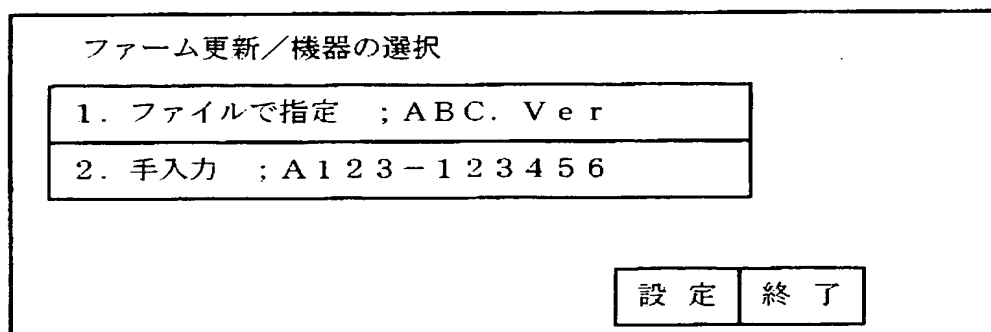 ファーム更新／機器の選択
1. ファイルで指定 ；ABC. Ver
2. 手入力 ；A123－123456
設 定 終 了